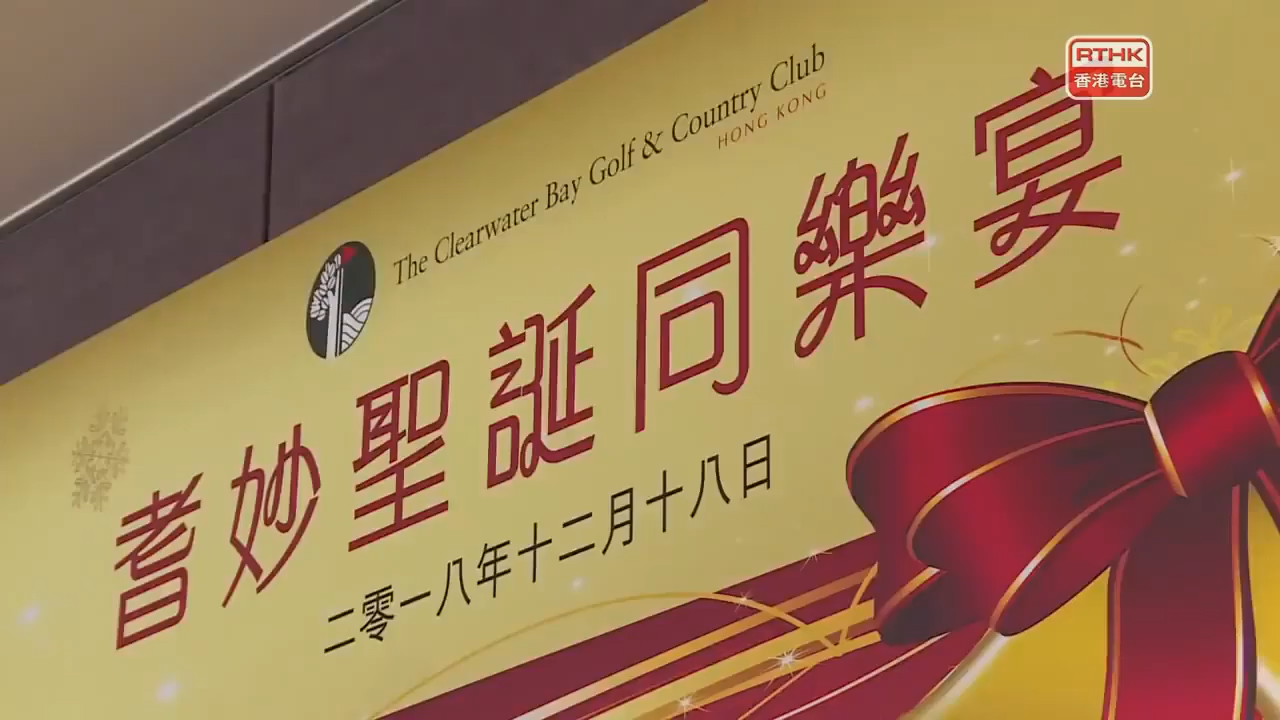 RTHK
香港電台
The Clearwater Bay Golf & Country Club
HONG KONG
耆妙聖誕同樂宴
二零一八年十二月十八日